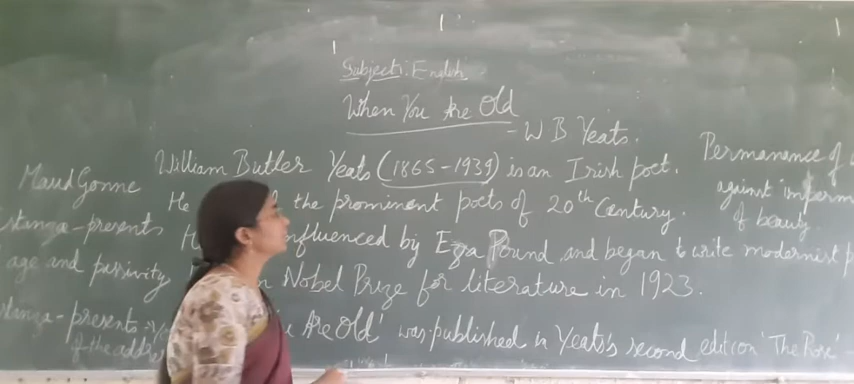 Subject: English
When You Are Old
- W B Yeats.
William Butler Yeats (1865-1939) is an Irish poet.
He the prominent poets of 20th Century.
influenced by Ezra Pound and began to write modernist p
Nobel Prize for literature in 1923.
Are Old' was published in Yeats's second edition 'The Rose' -
Maud Gonne
stanza - presents
age and passivity
stanza - presents
of the addre
Permanance of
against imperm
of beauty